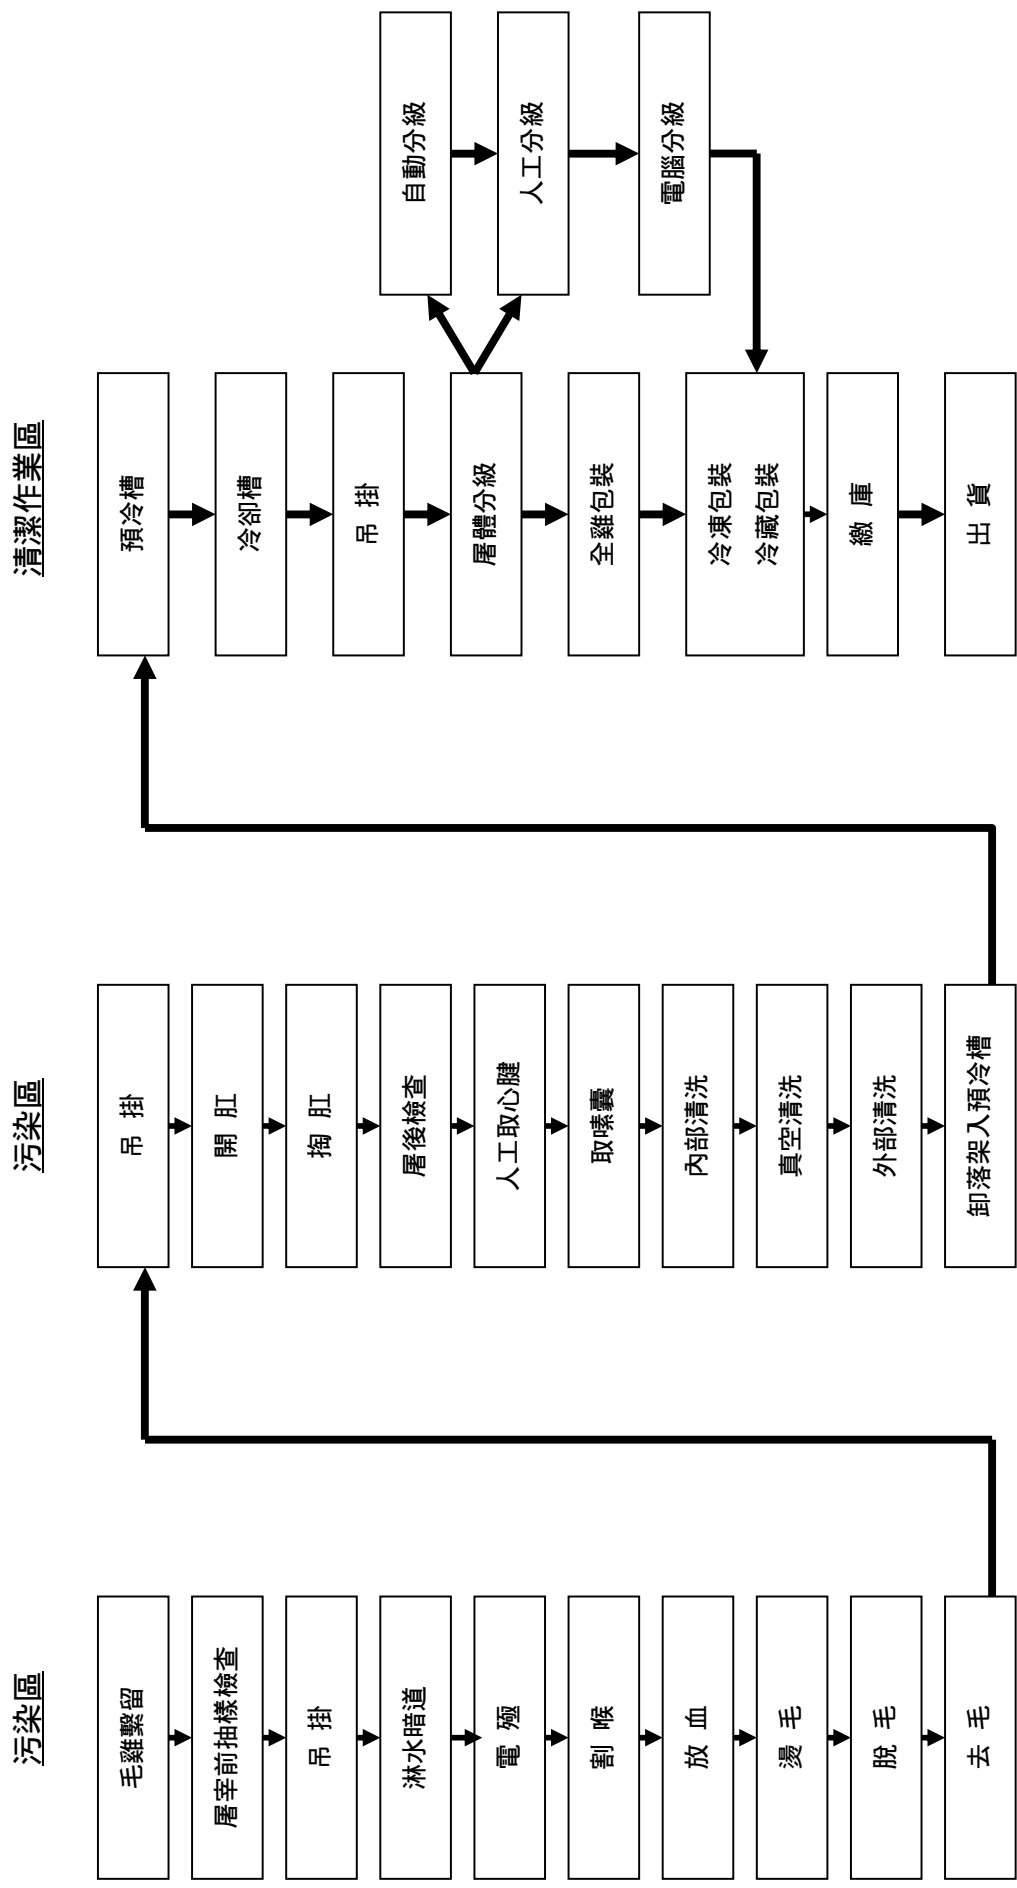 污染區
毛雞繫留
屠宰前抽樣檢查
吊 掛
淋水暗道
電 殛
割 喉
放 血
燙 毛
脫 毛
去 毛
污染區
吊 掛
開 肛
掏 肛
屠後檢查
人工取心腱
取嗉囊
內部清洗
真空清洗
外部清洗
卸落架入預冷槽
清潔作業區
預冷槽
冷卻槽
吊 掛
屠體分級
全雞包裝
冷凍包裝
冷藏包裝
繳 庫
出 貨
自動分級
人工分級
電腦分級